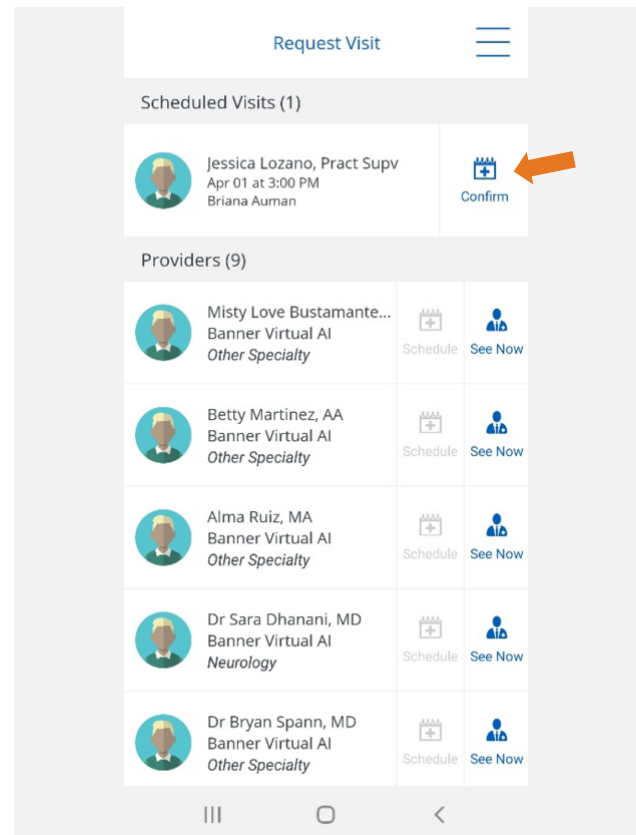 Request Visit
Scheduled Visits (1)
Jessica Lozano, Pract Supv
Apr 01 at 3:00 PM
Briana Auman
Confirm
Providers (9)
Misty Love Bustamante...
Banner Virtual AI
Other Specialty
Schedule
See Now
Betty Martinez, AA
Banner Virtual AI
Other Specialty
Schedule
See Now
Alma Ruiz, MA
Banner Virtual AI
Other Specialty
Schedule
See Now
Dr Sara Dhanani, MD
Banner Virtual AI
Neurology
Schedule
See Now
Dr Bryan Spann, MD
Banner Virtual AI
Other Specialty
Schedule
See Now